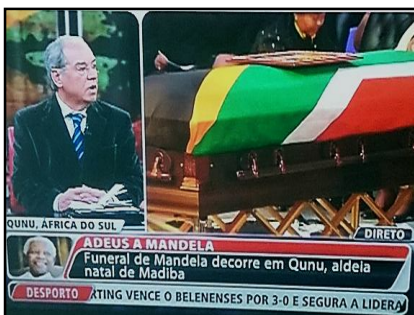 QUNU, ÁFRICA DO SUL
DIRETO
ADEUS A MANDELA
Funeral de Mandela decorre em Qunu, aldeia
natal de Madiba
DESPORTO RTING VENCE O BELENENSES POR 3-0 E SEGURA A LIDERA